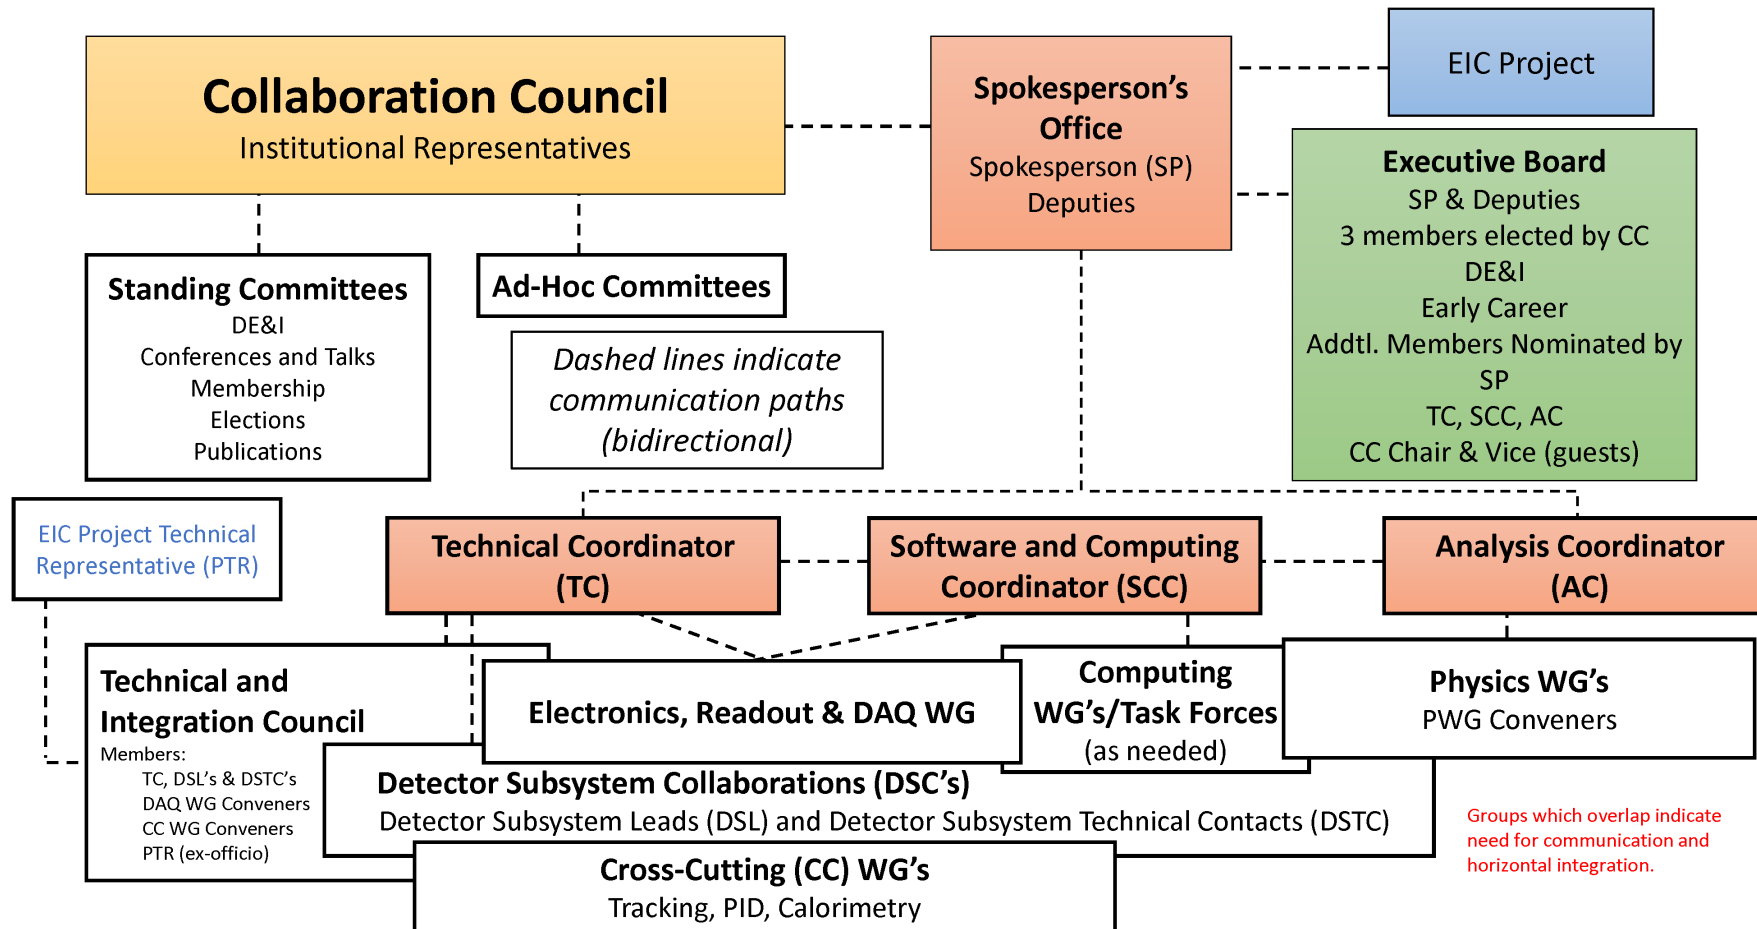 Collaboration Council
Institutional Representatives
Spokesperson's
Office
Spokesperson (SP)
Deputies
EIC Project
Executive Board
SP & Deputies
3 members elected by CC
DE&I
Early Career
Addtl. Members Nominated by
SP
TC, SCC, AC
CC Chair & Vice (guests)
Standing Committees
DE&I
Conferences and Talks
Membership
Elections
Publications
Ad-Hoc Committees
Dashed lines indicate
communication paths
(bidirectional)
EIC Project Technical
Representative (PTR)
Technical Coordinator
(TC)
Software and Computing
Coordinator (SCC)
Analysis Coordinator
(AC)
Technical and
Integration Council
Members:
TC, DSL's & DSTC's
DAQ WG Conveners
CC WG Conveners
PTR (ex-officio)
Electronics, Readout & DAQ WG
Computing
WG's/Task Forces
(as needed)
Physics WG's
PWG Conveners
Detector Subsystem Collaborations (DSC's)
Detector Subsystem Leads (DSL) and Detector Subsystem Technical Contacts (DSTC)
Cross-Cutting (CC) WG's
Tracking, PID, Calorimetry
Groups which overlap indicate
need for communication and
horizontal integration.